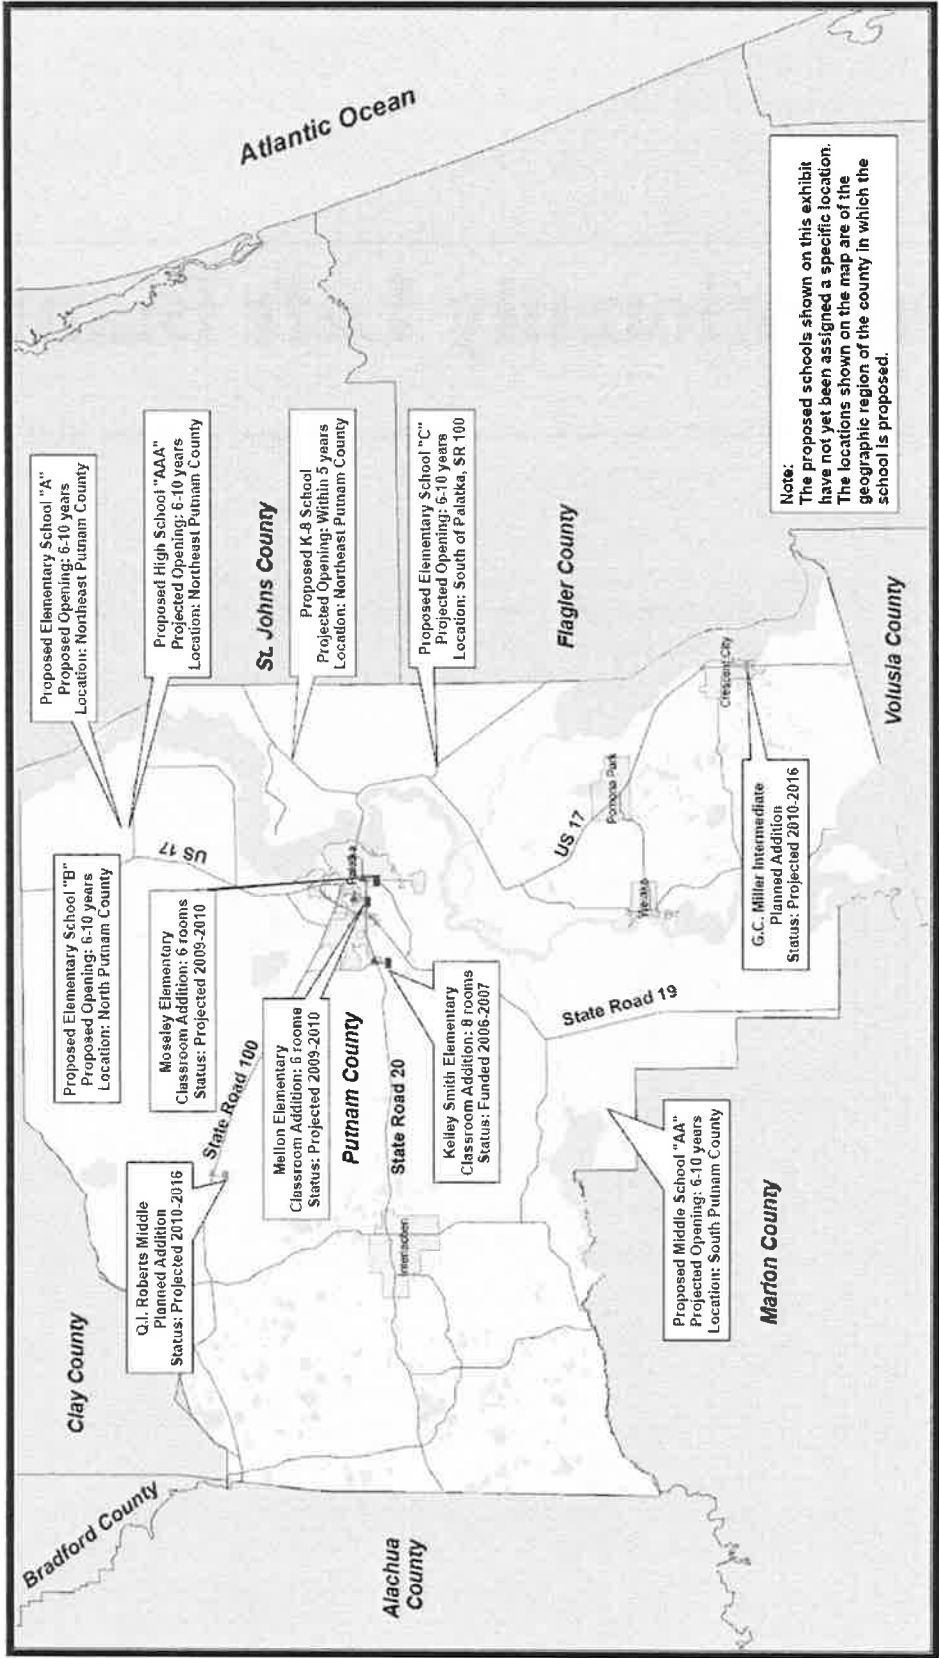 Atlantic Ocean
Proposed Elementary School "A"
Proposed Opening: 6-10 years
Location: Northeast Putnam County
Proposed High School "AAA"
Projected Opening: 6-10 years
Location: Northeast Putnam County
St. Johns County
Proposed K-8 School
Projected Opening: Within 5 years
Location: Northeast Putnam County
Proposed Elementary School "C"
Projected Opening: 6-10 years
Location: South of Palatka, SR 100
Flagler County
Note:
The proposed schools shown on this exhibit
have not yet been assigned a specific location.
The locations shown on the map are of the
geographic region of the county in which the
school is proposed.
Volusia County
Proposed Elementary School "B"
Proposed Opening: 6-10 years
Location: North Putnam County
US 17
Moseley Elementary
Classroom Addition: 6 rooms
Status: Projected 2009-2010
Palatka
Mellon Elementary
Classroom Addition: 6 rooms
Status: Projected 2009-2010
Kelley Smith Elementary
Classroom Addition: 8 rooms
Status: Funded 2006-2007
US 17
Pomona Park
Welaka
Crescent City
G.C. Miller Intermediate
Planned Addition
Status: Projected 2010-2016
State Road 19
State Road 100
Putnam County
State Road 20
Q.I. Roberts Middle
Planned Addition
Status: Projected 2010-2016
Interlachen
Proposed Middle School "AA"
Projected Opening: 6-10 years
Location: South Putnam County
Marion County
Clay County
Bradford County
Alachua
County